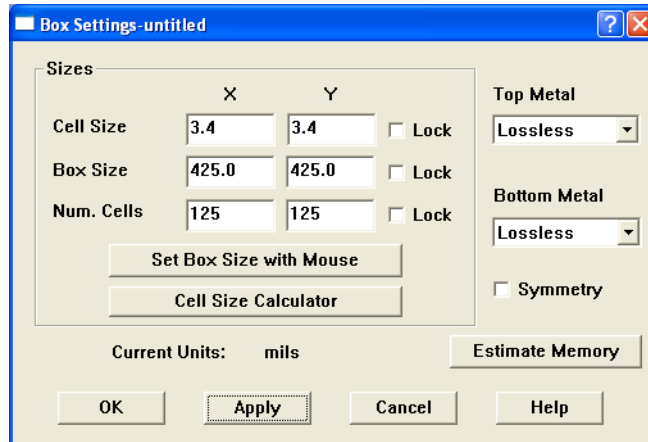 Box Settings-untitled
Sizes
X Y
Cell Size 3.4 3.4 Lock
Box Size 425.0 425.0 Lock
Num. Cells 125 125 Lock
Set Box Size with Mouse
Cell Size Calculator
Top Metal
Lossless
Bottom Metal
Lossless
Symmetry
Current Units: mils
Estimate Memory
OK Apply Cancel Help